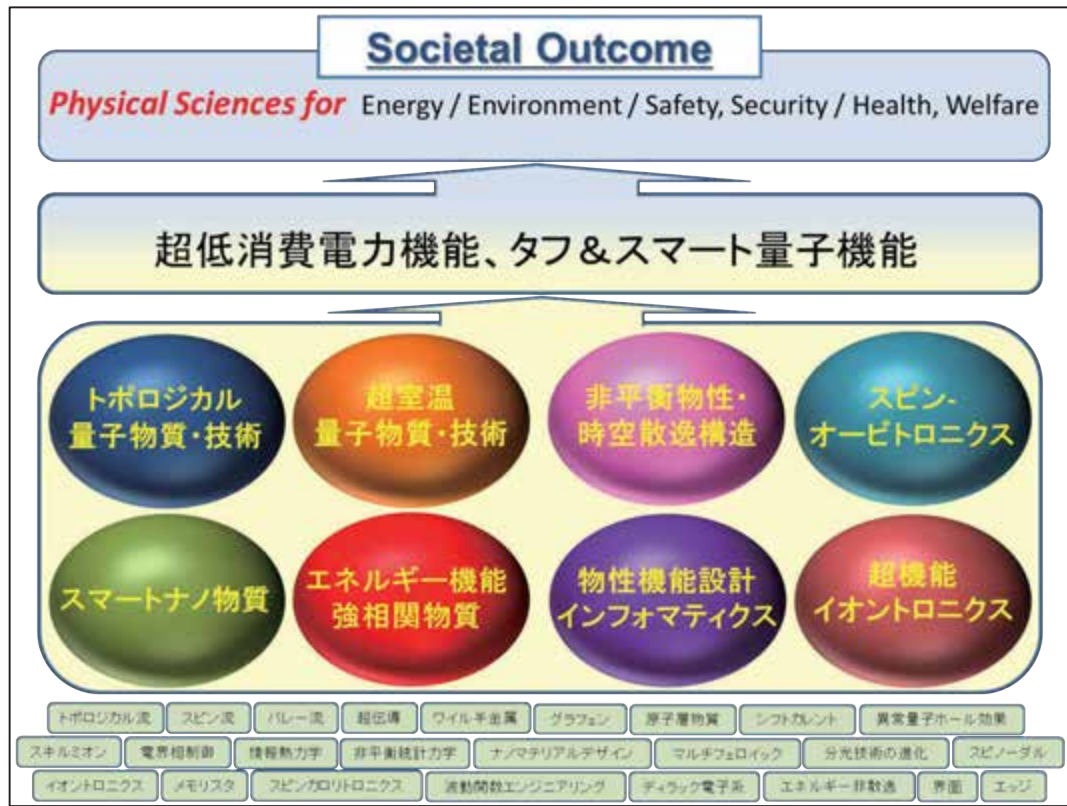 Societal Outcome
Physical Sciences for Energy / Environment / Safety, Security / Health, Welfare
超低消費電力機能、タフ＆スマート量子機能
トポロジカル
量子物質・技術
超室温
量子物質・技術
非平衡物性・
時空散逸構造
スピン-
オービトロニクス
スマートナノ物質
エネルギー機能
強相関物質
物性機能設計
インフォマティクス
超機能
イオントロニクス
トポロジカル流 スピン流 バレー流 超伝導 ワイル半金属 グラフェン 原子層物質 シフトカレント 異常量子ホール効果
スキルミオン 電界相制御 情報熱力学 非平衡統計力学 ナノマテリアルデザイン マルチフェロイック 分光技術の進化 スピノーダル
イオントロニクス メモリスタ スピンカロリトロニクス 波動関数エンジニアリング ディラック電子系 エネルギー非散逸 界面 エッジ